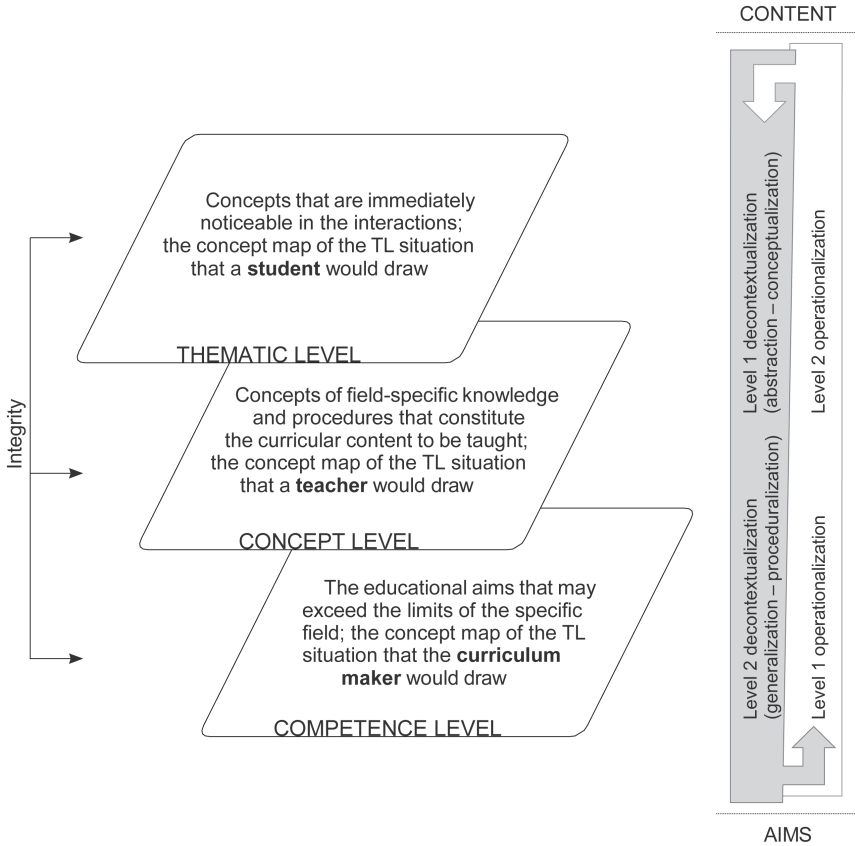 CONTENT
Concepts that are immediately
noticeable in the interactions;
the concept map of the TL situation
that a student would draw
THEMATIC LEVEL
Concepts of field-specific knowledge
and procedures that constitute
the curricular content to be taught;
the concept map of the TL situation
that a teacher would draw
CONCEPT LEVEL
The educational aims that may
exceed the limits of the specific
field; the concept map of the TL
situation that the curriculum
maker would draw
COMPETENCE LEVEL
Integrity
Level 1 decontextualization
(abstraction – conceptualization)
Level 2 operationalization
Level 2 decontextualization
(generalization – proceduralization)
Level 1 operationalization
AIMS